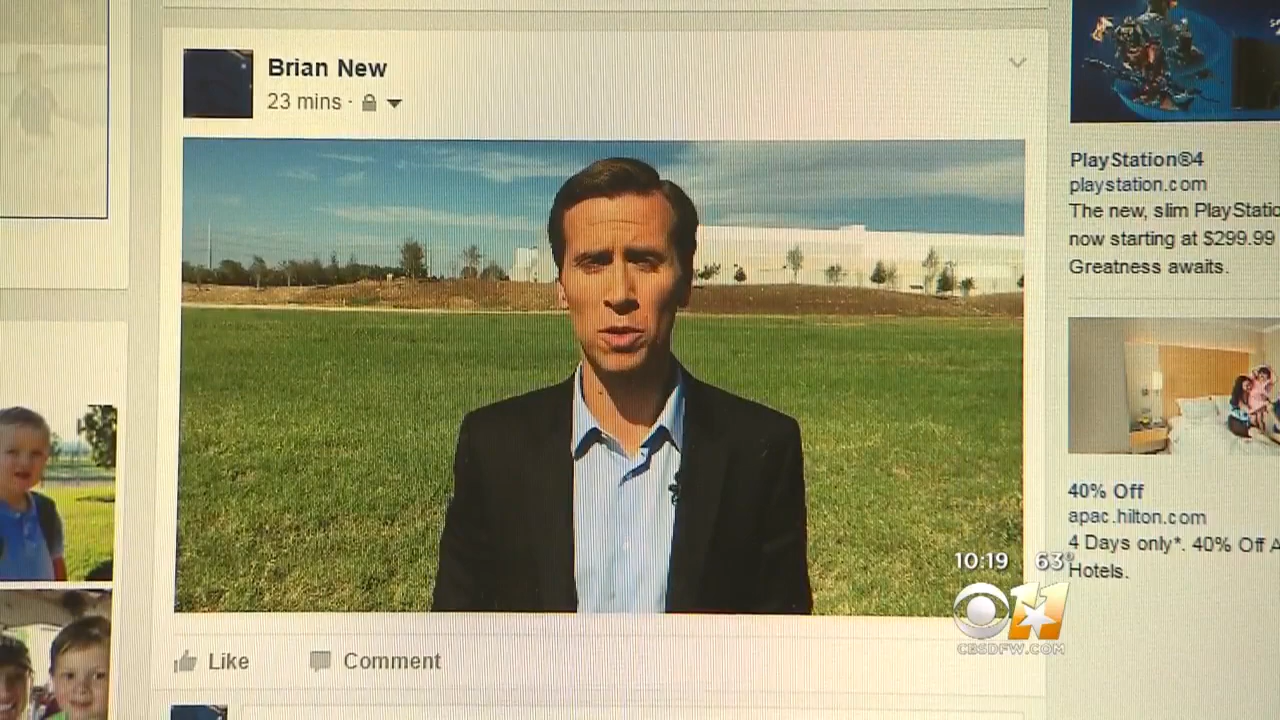 Brian New
23 mins ·
PlayStation®4
playstation.com
The new, slim PlayStatio
now starting at $299.99
Greatness awaits.
40% Off
apac.hilton.com
4 Days only*. 40% Off A
Hotels.
10:19 63°
11
CBSDFW.COM
Like Comment